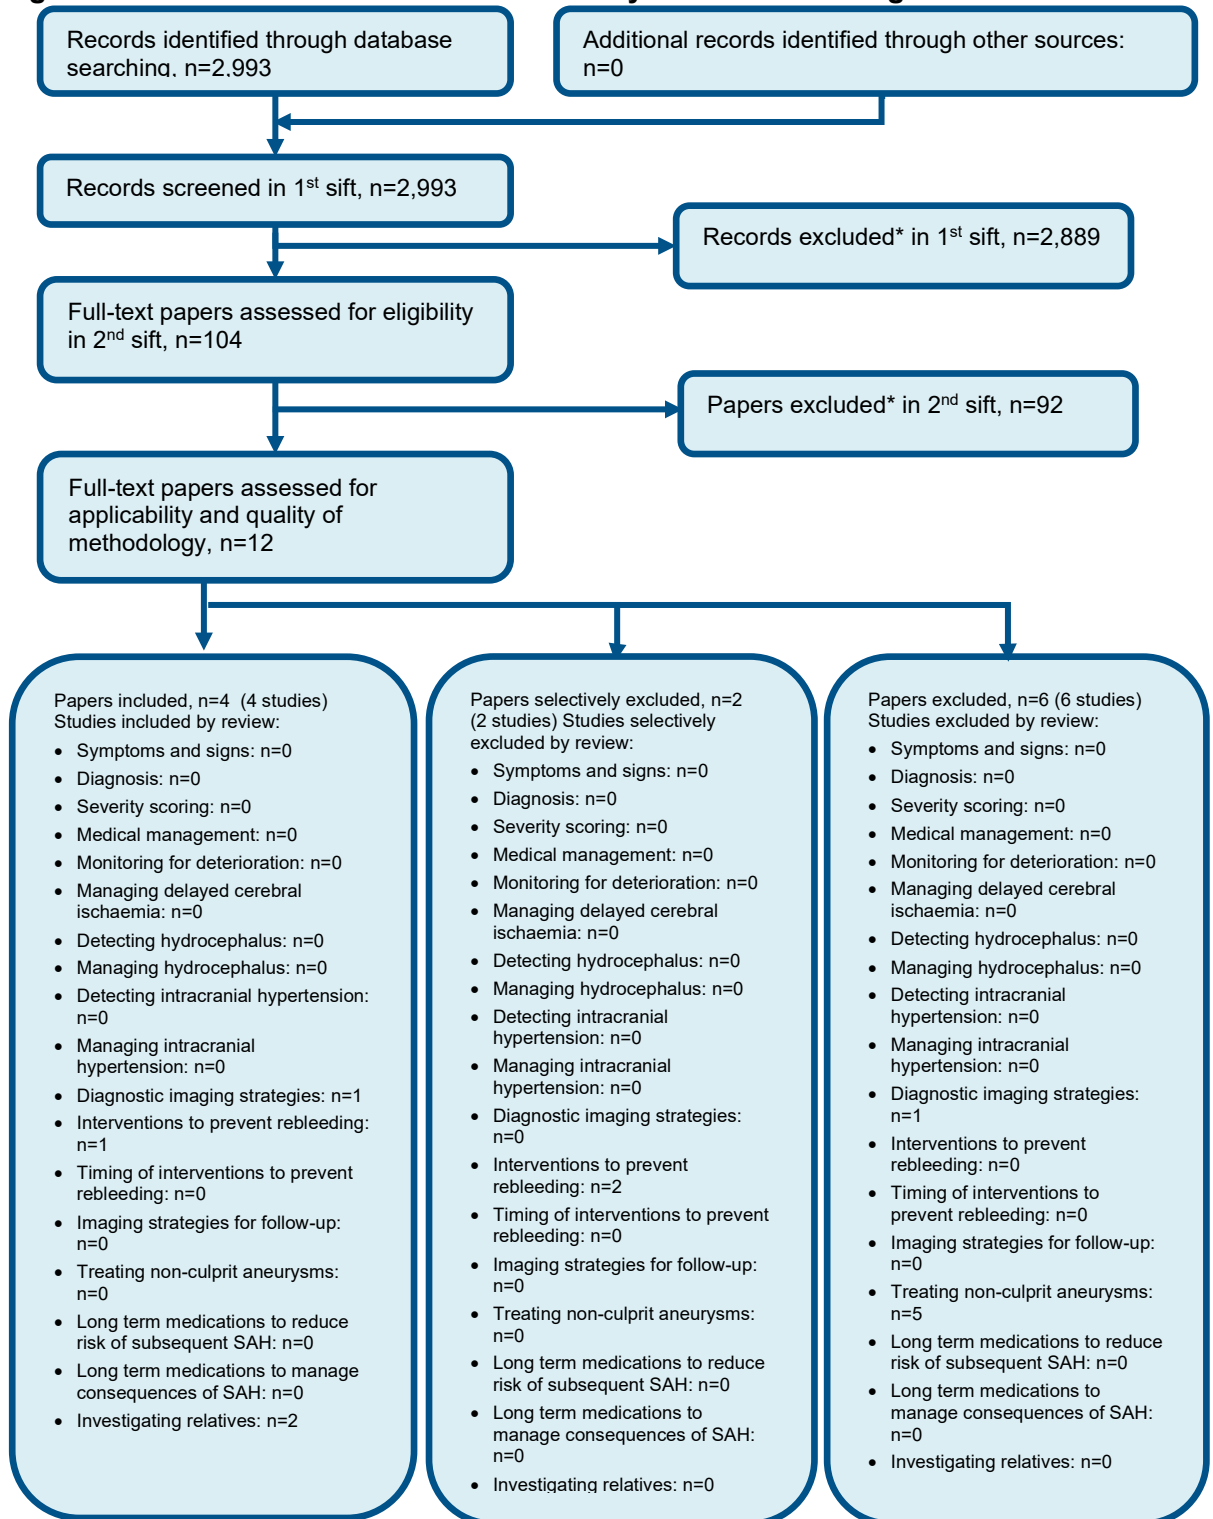 Records identified through database
searching, n=2,993
Additional records identified through other sources:
n=0
Records screened in 1st sift, n=2,993
Records excluded* in 1st sift, n=2,889
Full-text papers assessed for eligibility
in 2nd sift, n=104
Papers excluded* in 2nd sift, n=92
Full-text papers assessed for
applicability and quality of
methodology, n=12
Papers included, n=4 (4 studies)
Studies included by review:
• Symptoms and signs: n=0
• Diagnosis: n=0
• Severity scoring: n=0
• Medical management: n=0
• Monitoring for deterioration: n=0
• Managing delayed cerebral
ischaemia: n=0
• Detecting hydrocephalus: n=0
• Managing hydrocephalus: n=0
• Detecting intracranial hypertension:
n=0
• Managing intracranial
hypertension: n=0
• Diagnostic imaging strategies: n=1
• Interventions to prevent rebleeding:
n=1
• Timing of interventions to prevent
rebleeding: n=0
• Imaging strategies for follow-up:
n=0
• Treating non-culprit aneurysms:
n=0
• Long term medications to reduce
risk of subsequent SAH: n=0
• Long term medications to manage
consequences of SAH: n=0
• Investigating relatives: n=2
Papers selectively excluded, n=2
(2 studies) Studies selectively
excluded by review:
• Symptoms and signs: n=0
• Diagnosis: n=0
• Severity scoring: n=0
• Medical management: n=0
• Monitoring for deterioration: n=0
• Managing delayed cerebral
ischaemia: n=0
• Detecting hydrocephalus: n=0
• Managing hydrocephalus: n=0
• Detecting intracranial
hypertension: n=0
• Managing intracranial
hypertension: n=0
• Diagnostic imaging strategies:
n=0
• Interventions to prevent
rebleeding: n=2
• Timing of interventions to prevent
rebleeding: n=0
• Imaging strategies for follow-up:
n=0
• Treating non-culprit aneurysms:
n=0
• Long term medications to reduce
risk of subsequent SAH: n=0
• Long term medications to
manage consequences of SAH:
n=0
• Investigating relatives: n=0
Papers excluded, n=6 (6 studies)
Studies excluded by review:
• Symptoms and signs: n=0
• Diagnosis: n=0
• Severity scoring: n=0
• Medical management: n=0
• Monitoring for deterioration: n=0
• Managing delayed cerebral
ischaemia: n=0
• Detecting hydrocephalus: n=0
• Managing hydrocephalus: n=0
• Detecting intracranial
hypertension: n=0
• Managing intracranial
hypertension: n=0
• Diagnostic imaging strategies:
n=1
• Interventions to prevent
rebleeding: n=0
• Timing of interventions to
prevent rebleeding: n=0
• Imaging strategies for follow-up:
n=0
• Treating non-culprit aneurysms:
n=5
• Long term medications to reduce
risk of subsequent SAH: n=0
• Long term medications to
manage consequences of SAH:
n=0
• Investigating relatives: n=0